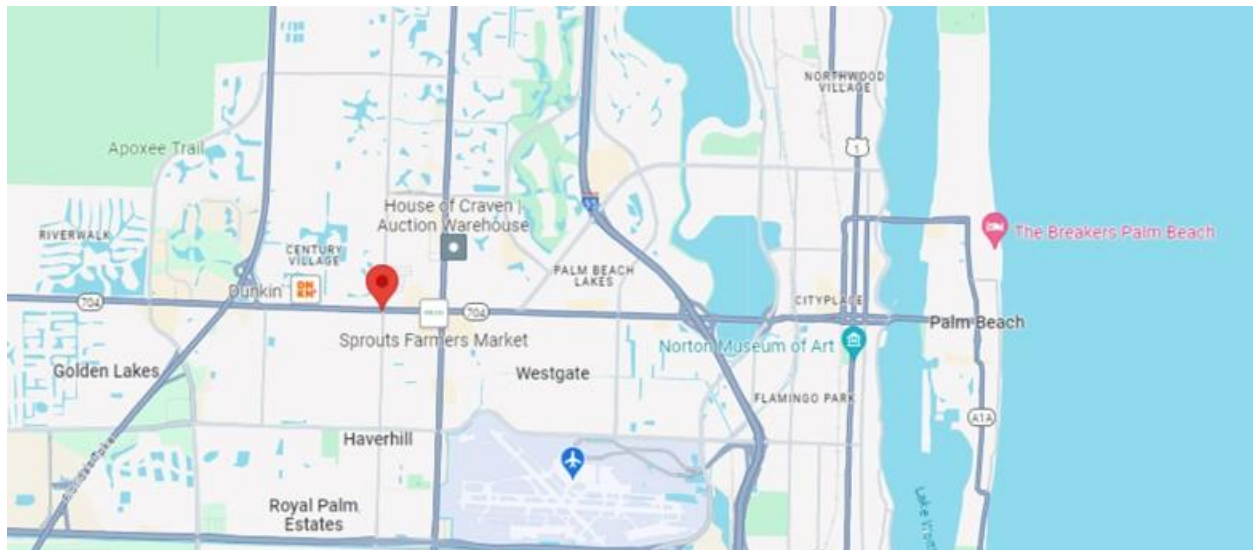 NORTHWOOD
VILLAGE
Apoxee Trail
1
95
House of Craven |
Auction Warehouse
RIVERWALK
CENTURY
VILLAGE
The Breakers Palm Beach
PALM BEACH
LAKES
Dunkin'
DN
KN'
704
704
CITYPLACE
Palm Beach
Sprouts Farmers Market
Norton Museum of Art
Golden Lakes
Westgate
FLAMINGO PARK
A1A
Haverhill
Royal Palm
Estates